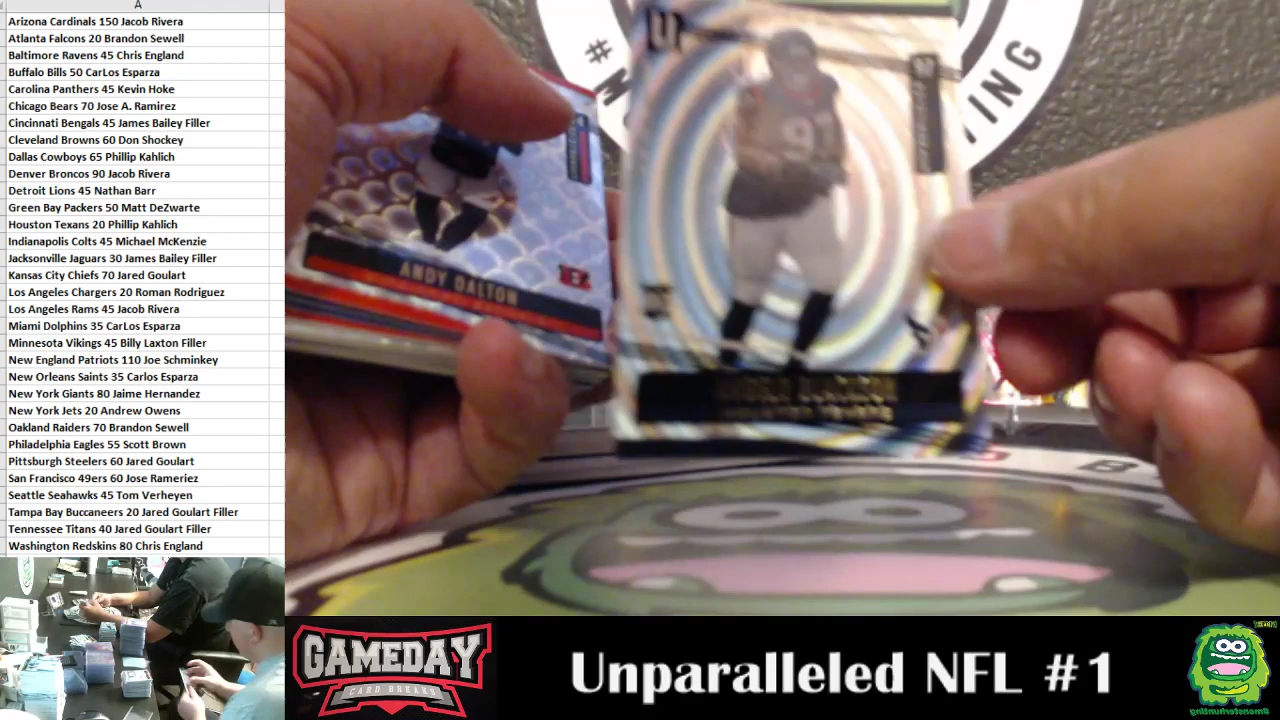 A
Arizona Cardinals 150 Jacob Rivera
Atlanta Falcons 20 Brandon Sewell
Baltimore Ravens 45 Chris England
Buffalo Bills 50 CarLos Esparza
Carolina Panthers 45 Kevin Hoke
Chicago Bears 70 Jose A. Ramirez
Cincinnati Bengals 45 James Bailey Filler
Cleveland Browns 60 Don Shockey
Dallas Cowboys 65 Phillip Kahlich
Denver Broncos 90 Jacob Rivera
Detroit Lions 45 Nathan Barr
Green Bay Packers 50 Matt DeZwarte
Houston Texans 20 Phillip Kahlich
Indianapolis Colts 45 Michael McKenzie
Jacksonville Jaguars 30 James Bailey Filler
Kansas City Chiefs 70 Jared Goulart
Los Angeles Chargers 20 Roman Rodriguez
Los Angeles Rams 45 Jacob Rivera
Miami Dolphins 35 CarLos Esparza
Minnesota Vikings 45 Billy Laxton Filler
New England Patriots 110 Joe Schminkey
New Orleans Saints 35 Carlos Esparza
New York Giants 80 Jaime Hernandez
New York Jets 20 Andrew Owens
Oakland Raiders 70 Brandon Sewell
Philadelphia Eagles 55 Scott Brown
Pittsburgh Steelers 60 Jared Goulart
San Francisco 49ers 60 Jose Rameriez
Seattle Seahawks 45 Tom Verheyen
Tampa Bay Buccaneers 20 Jared Goulart Filler
Tennessee Titans 40 Jared Goulart Filler
Washington Redskins 80 Chris England
#M
TING
U
91
ANDY DALTON
B
GAMEDAY
CARD BREAKS
Unparalleled NFL #1
#monsterhunting